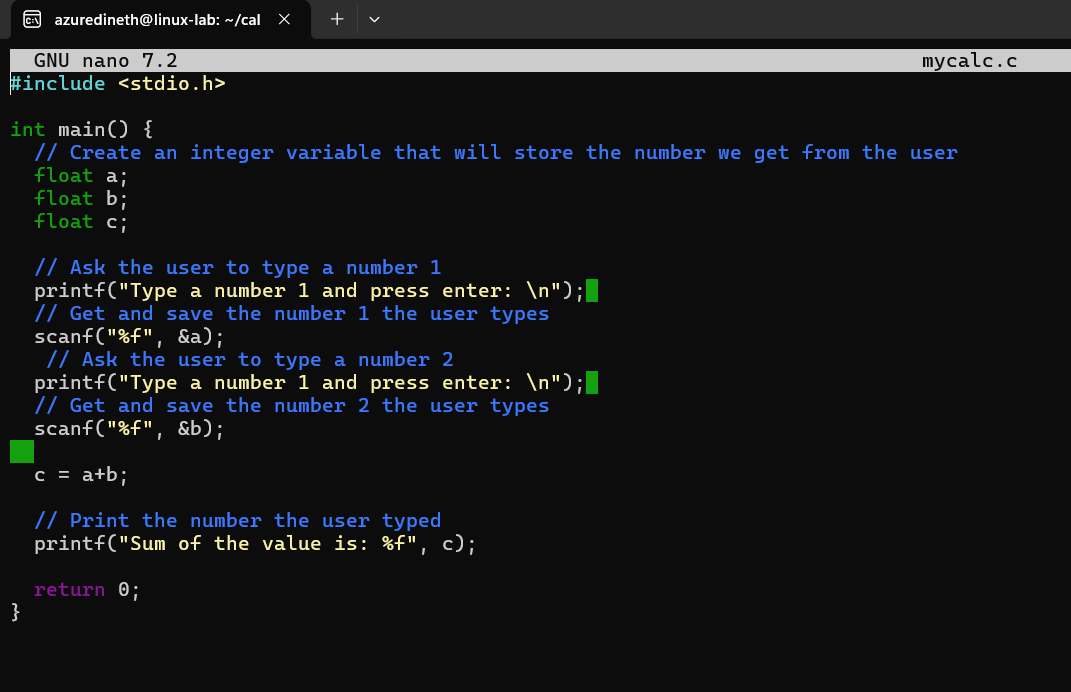 azuredineth@linux-lab: ~/cal
GNU nano 7.2 mycalc.c
#include <stdio.h>
int main() {
  // Create an integer variable that will store the number we get from the user
  float a;
  float b;
  float c;
  // Ask the user to type a number 1
  printf("Type a number 1 and press enter: \n");
  // Get and save the number 1 the user types
  scanf("%f", &a);
   // Ask the user to type a number 2
  printf("Type a number 1 and press enter: \n");
  // Get and save the number 2 the user types
  scanf("%f", &b);
  c = a+b;
  // Print the number the user typed
  printf("Sum of the value is: %f", c);
  return 0;
}